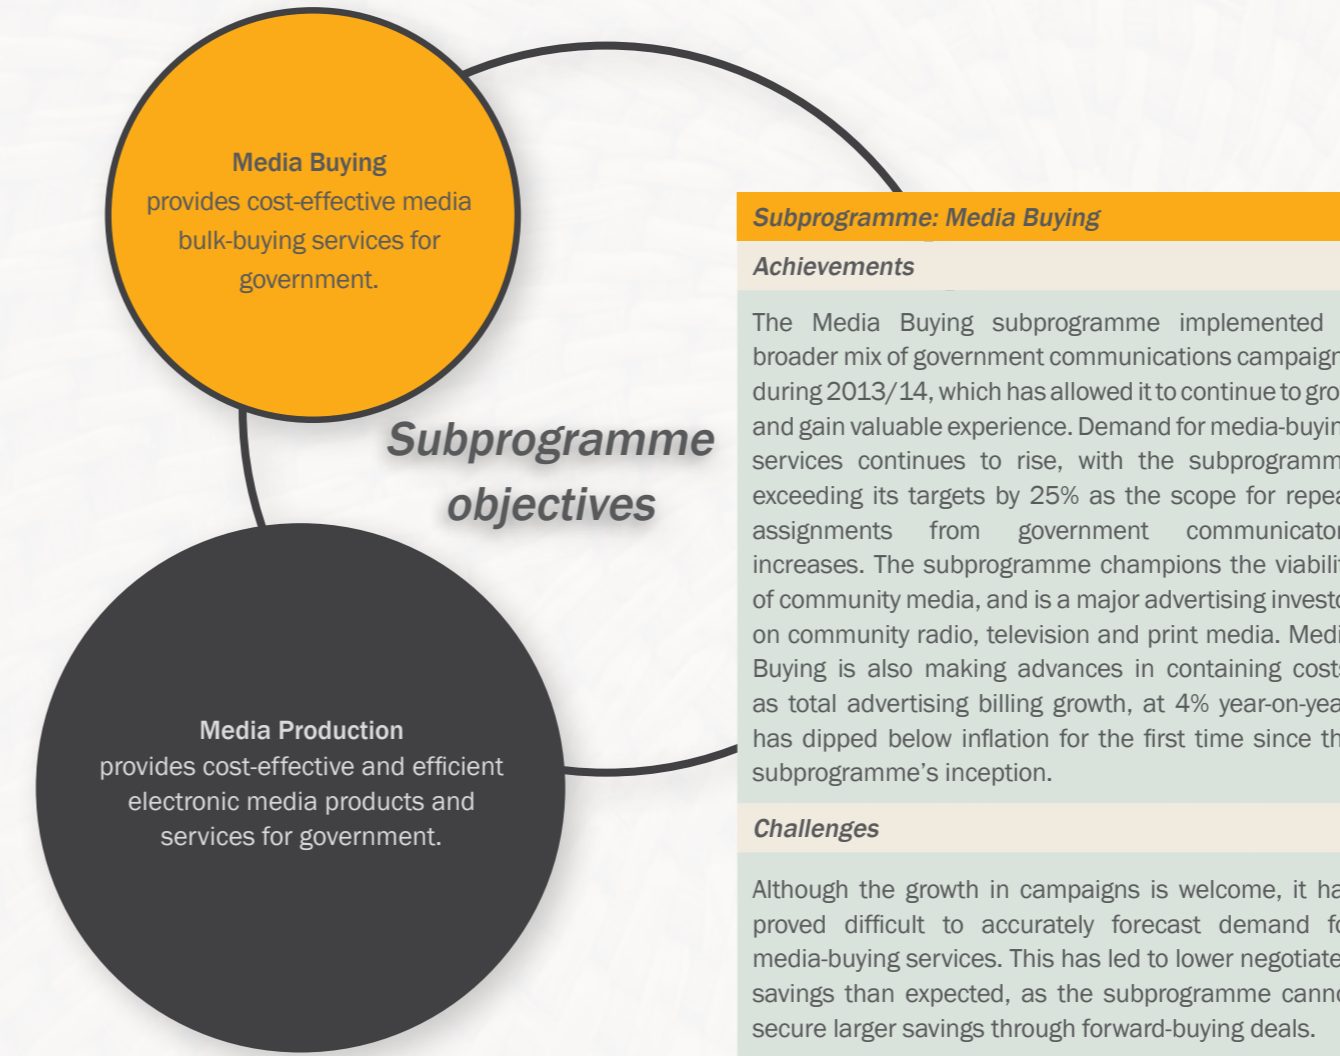 Media Buying
provides cost-effective media
bulk-buying services for
government.
Subprogramme
objectives
Media Production
provides cost-effective and efficient
electronic media products and
services for government.
Subprogramme: Media Buying
Achievements
The Media Buying subprogramme implemented
broader mix of government communications campaign
during 2013/14, which has allowed it to continue to gro
and gain valuable experience. Demand for media-buyin
services continues to rise, with the subprogramm
exceeding its targets by 25% as the scope for repea
assignments from government communicator
increases. The subprogramme champions the viabilit
of community media, and is a major advertising investo
on community radio, television and print media. Medi
Buying is also making advances in containing costs
as total advertising billing growth, at 4% year-on-yea
has dipped below inflation for the first time since th
subprogramme's inception.
Challenges
Although the growth in campaigns is welcome, it ha
proved difficult to accurately forecast demand fo
media-buying services. This has led to lower negotiate
savings than expected, as the subprogramme canno
secure larger savings through forward-buying deals.